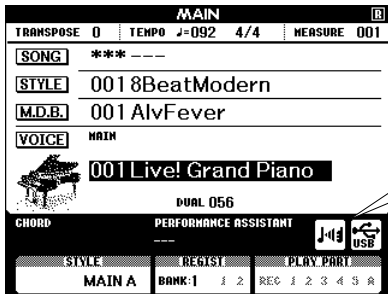 MAIN R
TRANSPOSE 0 TEMPO ♩=092 4/4 MEASURE 001
SONG *** ---
STYLE 001 8BeatModern
M.D.B. 001 AlvFever
VOICE MAIN
001 Live! Grand Piano
DUAL 056
CHORD PERFORMANCE ASSISTANT
---
USB
STYLE REGIST PLAY PART
MAIN A BANK:1 1 2 REC 1 2 3 4 5 A